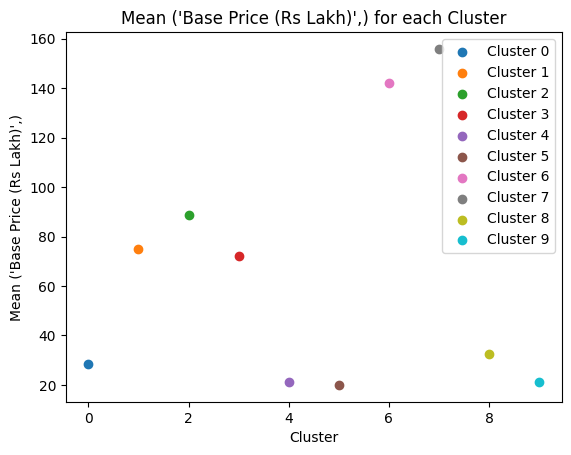 Mean ('Base Price (Rs Lakh)',) for each Cluster
Mean ('Base Price (Rs Lakh)',)
160
140
120
100
80
60
40
20
Cluster 0
Cluster 1
Cluster 2
Cluster 3
Cluster 4
Cluster 5
Cluster 6
Cluster 7
Cluster 8
Cluster 9
0
2
4
6
8
Cluster